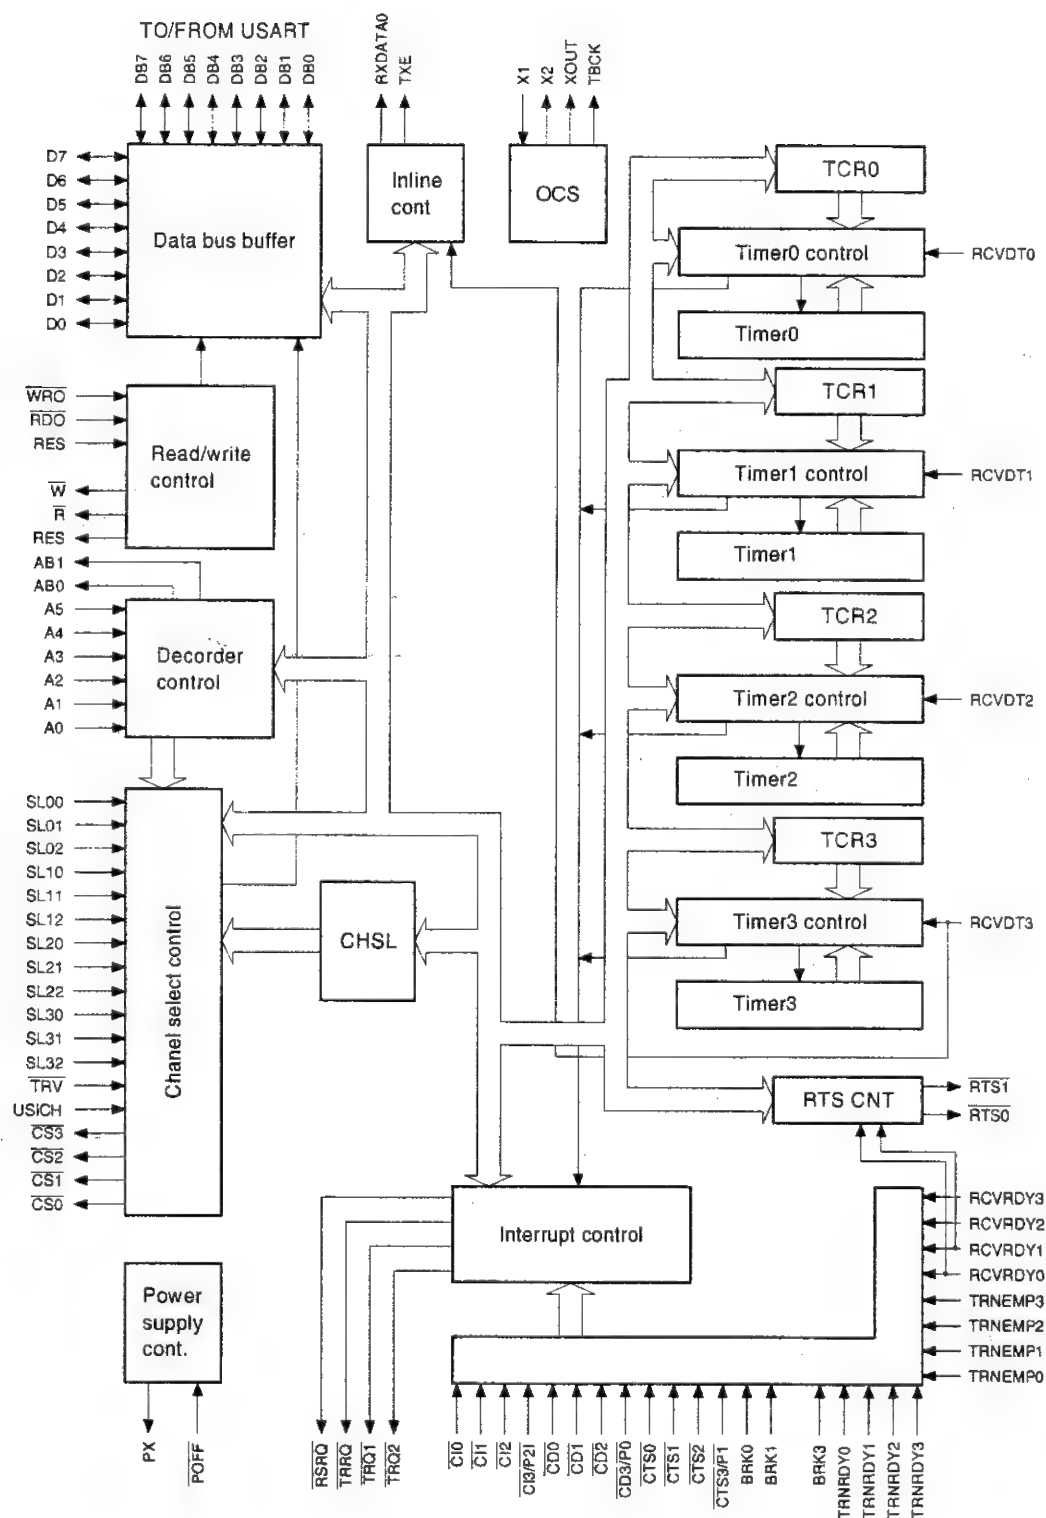 TO/FROM USART
DB7
DB6
DB5
DB4
DB3
DB2
DB1
DB0
RXDATA0
TXE
X1
X2
XOUT
TBCK
D7
D6
D5
D4
D3
D2
D1
D0
Data bus buffer
Inline
cont
OCS
TCR0
Timer0 control
RCVDT0
Timer0
TCR1
Timer1 control
RCVDT1
Timer1
TCR2
Timer2 control
RCVDT2
Timer2
TCR3
Timer3 control
RCVDT3
Timer3
WRO
RDO
RES
W
R
RES
Read/write
control
AB1
AB0
A5
A4
A3
A2
A1
A0
Decorder
control
SL00
SL01
SL02
SL10
SL11
SL12
SL20
SL21
SL22
SL30
SL31
SL32
TRV
USICH
CS3
CS2
CS1
CS0
Chanel select control
CHSL
RTS CNT
RTS1
RTS0
Interrupt control
RCVRDY3
RCVRDY2
RCVRDY1
RCVRDY0
TRNEMP3
TRNEMP2
TRNEMP1
TRNEMP0
Power
supply
cont.
PX
POFF
RSRQ
TRRQ
TRQ1
TRQ2
CI0
CI1
CI2
CI3/P2I
CD0
CD1
CD2
CD3/P0
CTS0
CTS1
CTS2
CTS3/P1
BRK0
BRK1
BRK3
TRNRDY0
TRNRDY1
TRNRDY2
TRNRDY3